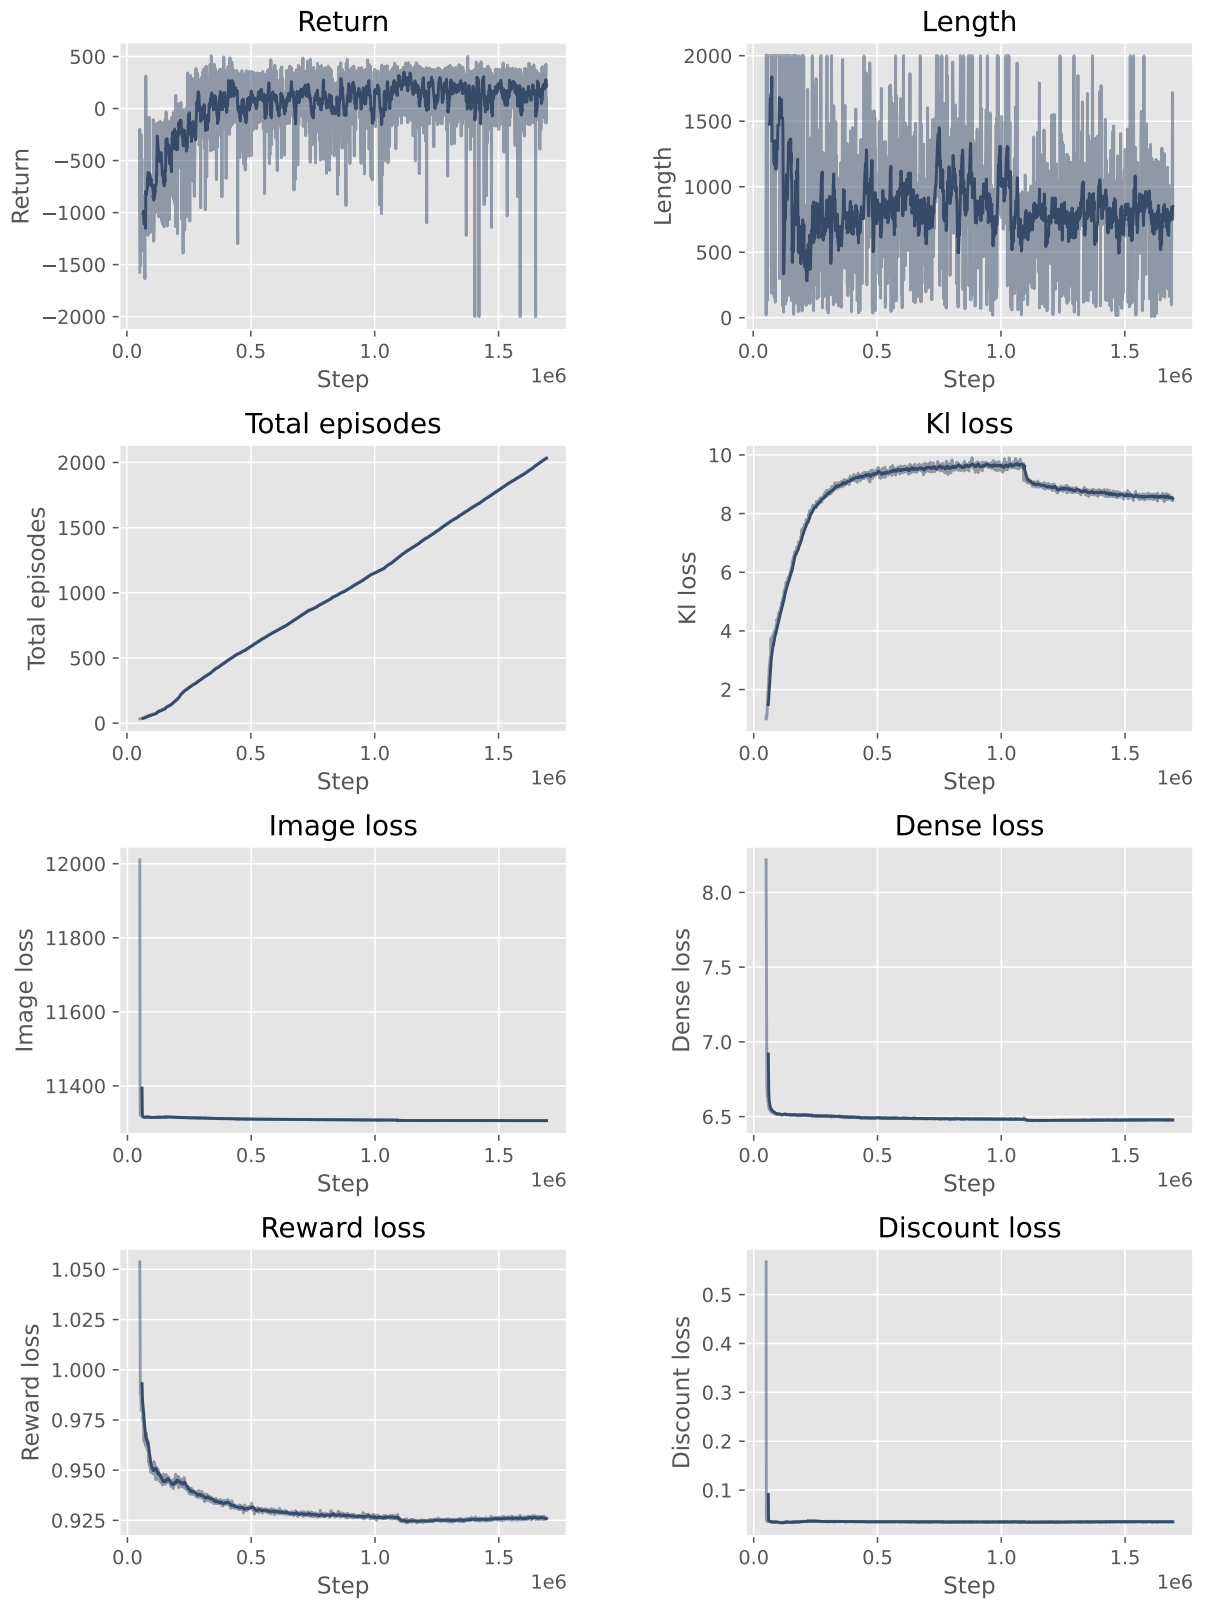 Return
Length
500
0
−500
−1000
−1500
−2000
Return
0.0 0.5 1.0 1.5
1e6
Step
2000
1500
1000
500
0
Length
0.0 0.5 1.0 1.5
1e6
Step
Total episodes
Kl loss
2000
1500
1000
500
0
Total episodes
0.0 0.5 1.0 1.5
1e6
Step
10
8
6
4
2
Kl loss
0.0 0.5 1.0 1.5
1e6
Step
Image loss
Dense loss
12000
11800
11600
11400
Image loss
0.0 0.5 1.0 1.5
1e6
Step
8.0
7.5
7.0
6.5
Dense loss
0.0 0.5 1.0 1.5
1e6
Step
Reward loss
Discount loss
1.050
1.025
1.000
0.975
0.950
0.925
Reward loss
0.0 0.5 1.0 1.5
1e6
Step
0.5
0.4
0.3
0.2
0.1
Discount loss
0.0 0.5 1.0 1.5
1e6
Step